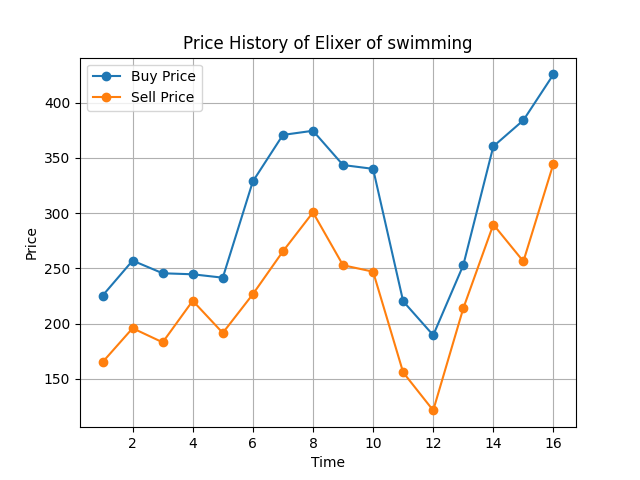 Price History of Elixer of swimming
Buy Price
Sell Price
400
350
300
250
200
150
Price
2 4 6 8 10 12 14 16
Time